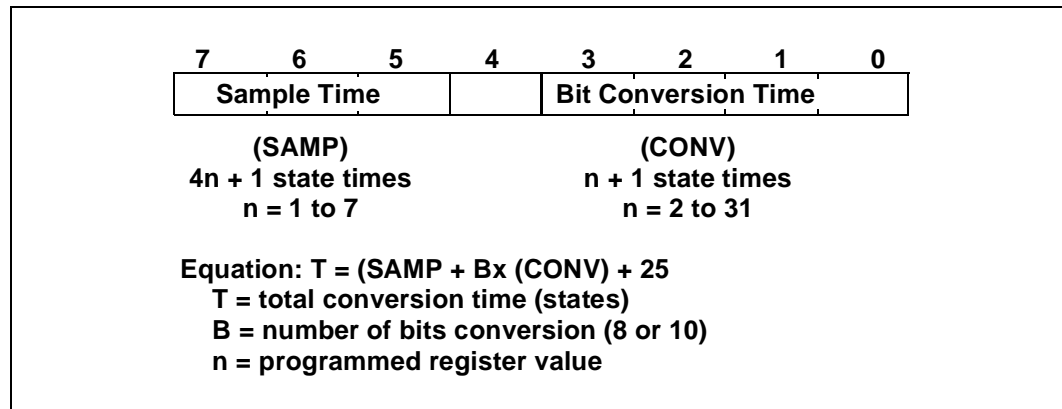 7 6 5 4 3 2 1 0
Sample Time Bit Conversion Time
(SAMP) (CONV)
4n + 1 state times n + 1 state times
n = 1 to 7 n = 2 to 31
Equation: T = (SAMP + Bx (CONV) + 25
T = total conversion time (states)
B = number of bits conversion (8 or 10)
n = programmed register value